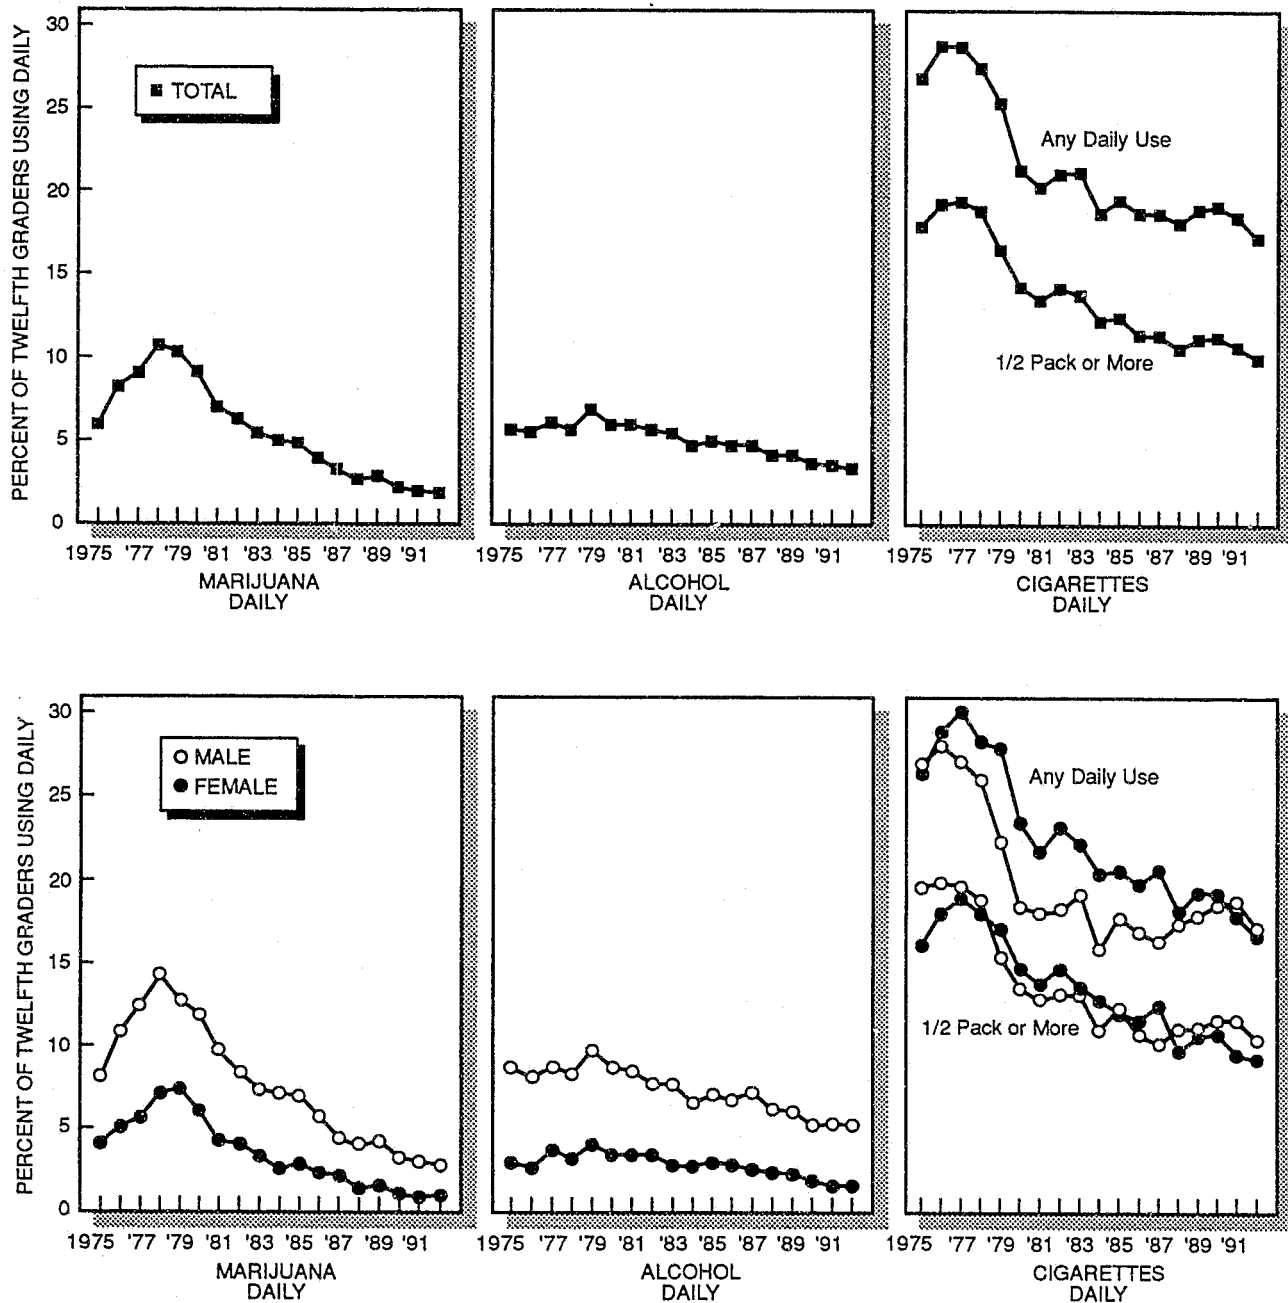 PERCENT OF TWELFTH GRADERS USING DAILY
30
25
20
15
10
5
0
TOTAL
1975 '77 '79 '81 '83 '85 '87 '89 '91
MARIJUANA
DAILY
1975 '77 '79 '81 '83 '85 '87 '89 '91
ALCOHOL
DAILY
Any Daily Use
1/2 Pack or More
1975 '77 '79 '81 '83 '85 '87 '89 '91
CIGARETTES
DAILY
PERCENT OF TWELFTH GRADERS USING DAILY
30
25
20
15
10
5
0
MALE
FEMALE
1975 '77 '79 '81 '83 '85 '87 '89 '91
MARIJUANA
DAILY
1975 '77 '79 '81 '83 '85 '87 '89 '91
ALCOHOL
DAILY
Any Daily Use
1/2 Pack or More
1975 '77 '79 '81 '83 '85 '87 '89 '91
CIGARETTES
DAILY